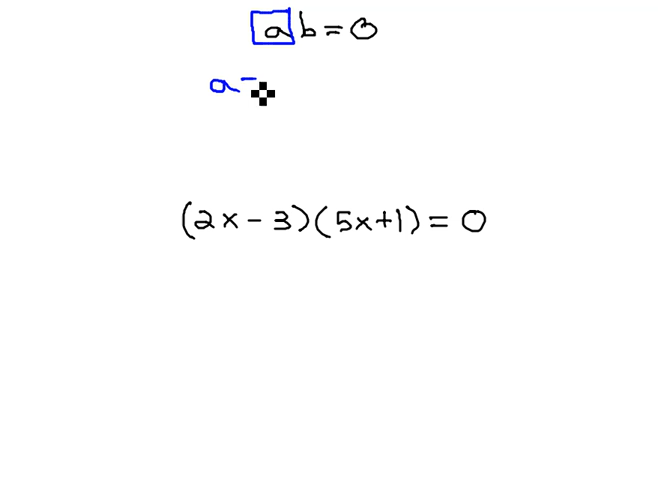 ab = 0
a -
(2x - 3)(5x + 1) = 0